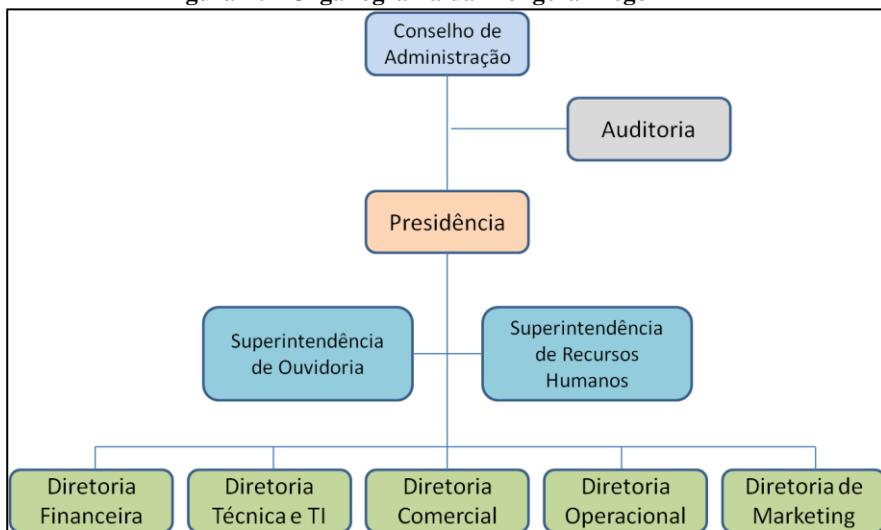 Conselho de
Administração
Auditoria
Presidência
Superintendência
de Ouvidoria
Superintendência
de Recursos
Humanos
Diretoria
Financeira
Diretoria
Técnica e TI
Diretoria
Comercial
Diretoria
Operacional
Diretoria de
Marketing